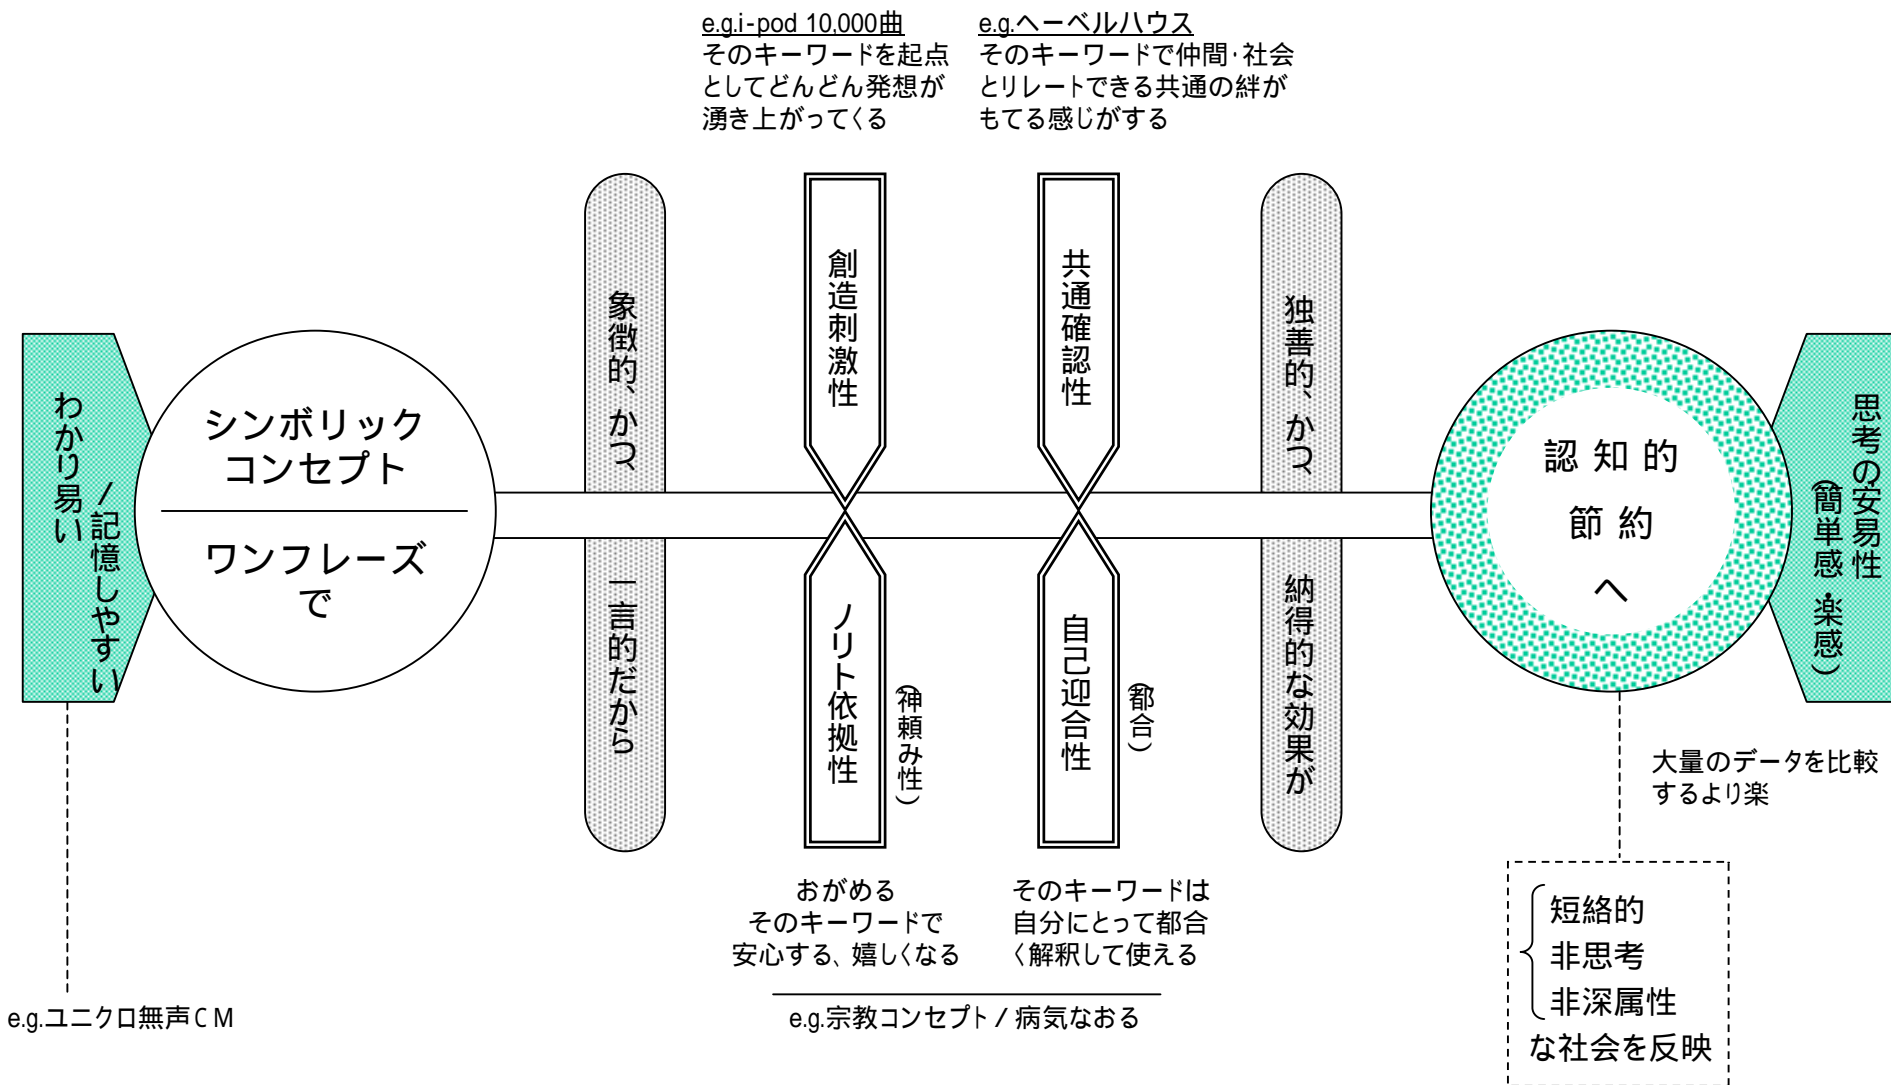 e.g.i-pod 10,000曲
そのキーワードを起点
としてどんどん発想が
湧き上がってくる
e.g.ヘーベルハウス
そのキーワードで仲間・社会
とリレートできる共通の絆が
もてる感じがする
わかり易い
/記憶しやすい
シンボリック
コンセプト
ワンフレーズ
で
象徴的、かつ、
一言的だから
創造刺激性
ノリト依拠性
(神頼み性)
共通確認性
自己迎合性
(都合)
独善的、かつ、
納得的な効果が
認知的
節約
へ
思考の安易性
(簡単感・楽感)
大量のデータを比較
するより楽
おがめる
そのキーワードで
安心する、嬉しくなる
そのキーワードは
自分にとって都合
く解釈して使える
e.g.宗教コンセプト / 病気なおる
e.g.ユニクロ無声CM
短絡的
非思考
非深属性
な社会を反映